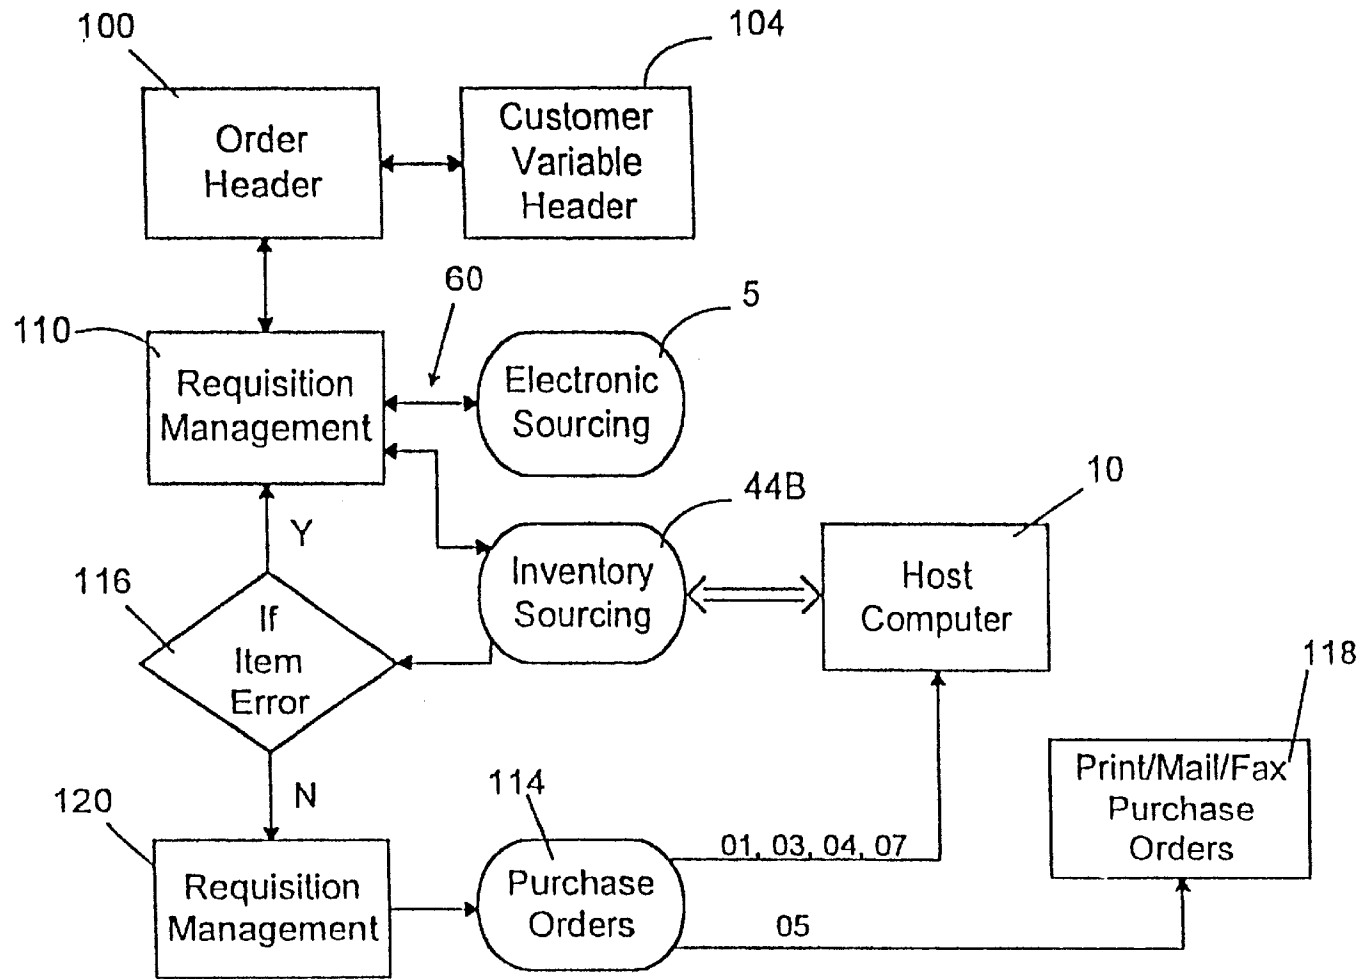 100
104
Order
Header
Customer
Variable
Header
60
5
110
Requisition
Management
Electronic
Sourcing
44B
10
Y
Inventory
Sourcing
Host
Computer
116
If
Item
Error
118
N
Print/Mail/Fax
Purchase
Orders
120
114
01, 03, 04, 07
Requisition
Management
Purchase
Orders
05